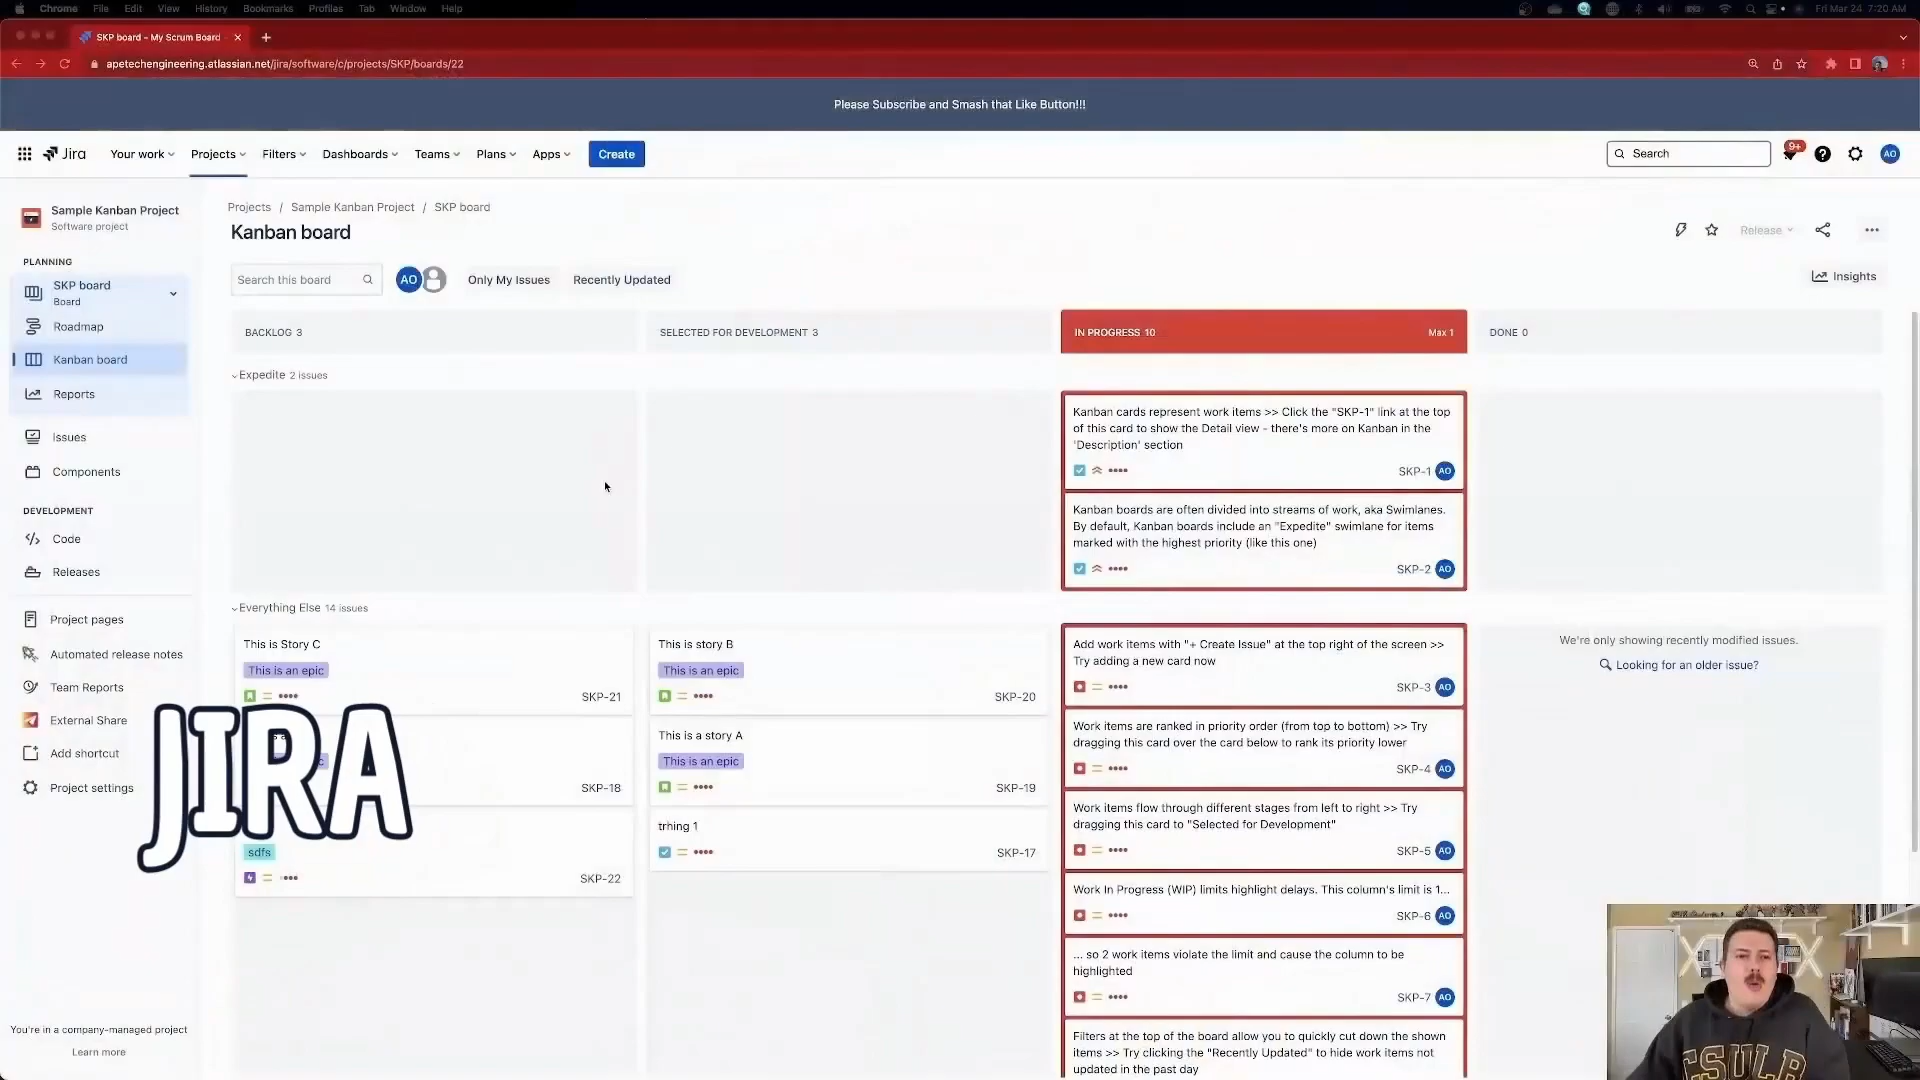 Chrome File Edit View History Bookmarks Profiles Tab Window Help
Fri Mar 24 7:20 AM
SKP board - My Scrum Board
apetechengineering.atlassian.net/jira/software/c/projects/SKP/boards/22
Please Subscribe and Smash that Like Button!!!
Jira Your work Projects Filters Dashboards Teams Plans Apps Create
Search
9+
AO
Sample Kanban Project
Software project
PLANNING
SKP board
Board
Roadmap
Kanban board
Reports
Issues
Components
DEVELOPMENT
Code
Releases
Project pages
Automated release notes
Team Reports
External Share
Add shortcut
Project settings
You're in a company-managed project
Learn more
Projects / Sample Kanban Project / SKP board
Kanban board
Release
Search this board
AO
Only My Issues
Recently Updated
Insights
BACKLOG 3
SELECTED FOR DEVELOPMENT 3
IN PROGRESS 10
Max 1
DONE 0
Expedite 2 issues
Kanban cards represent work items >> Click the "SKP-1" link at the top
of this card to show the Detail view - there's more on Kanban in the
'Description' section
SKP-1 AO
Kanban boards are often divided into streams of work, aka Swimlanes.
By default, Kanban boards include an "Expedite" swimlane for items
marked with the highest priority (like this one)
SKP-2 AO
Everything Else 14 issues
This is Story C
This is an epic
SKP-21
SKP-18
sdfs
SKP-22
This is story B
This is an epic
SKP-20
This is a story A
This is an epic
SKP-19
trhing 1
SKP-17
Add work items with "+ Create Issue" at the top right of the screen >>
Try adding a new card now
SKP-3 AO
Work items are ranked in priority order (from top to bottom) >> Try
dragging this card over the card below to rank its priority lower
SKP-4 AO
Work items flow through different stages from left to right >> Try
dragging this card to "Selected for Development"
SKP-5 AO
Work In Progress (WIP) limits highlight delays. This column's limit is 1...
SKP-6 AO
... so 2 work items violate the limit and cause the column to be
highlighted
SKP-7 AO
Filters at the top of the board allow you to quickly cut down the shown
items >> Try clicking the "Recently Updated" to hide work items not
updated in the past day
We're only showing recently modified issues.
Looking for an older issue?
JIRA
CSULB